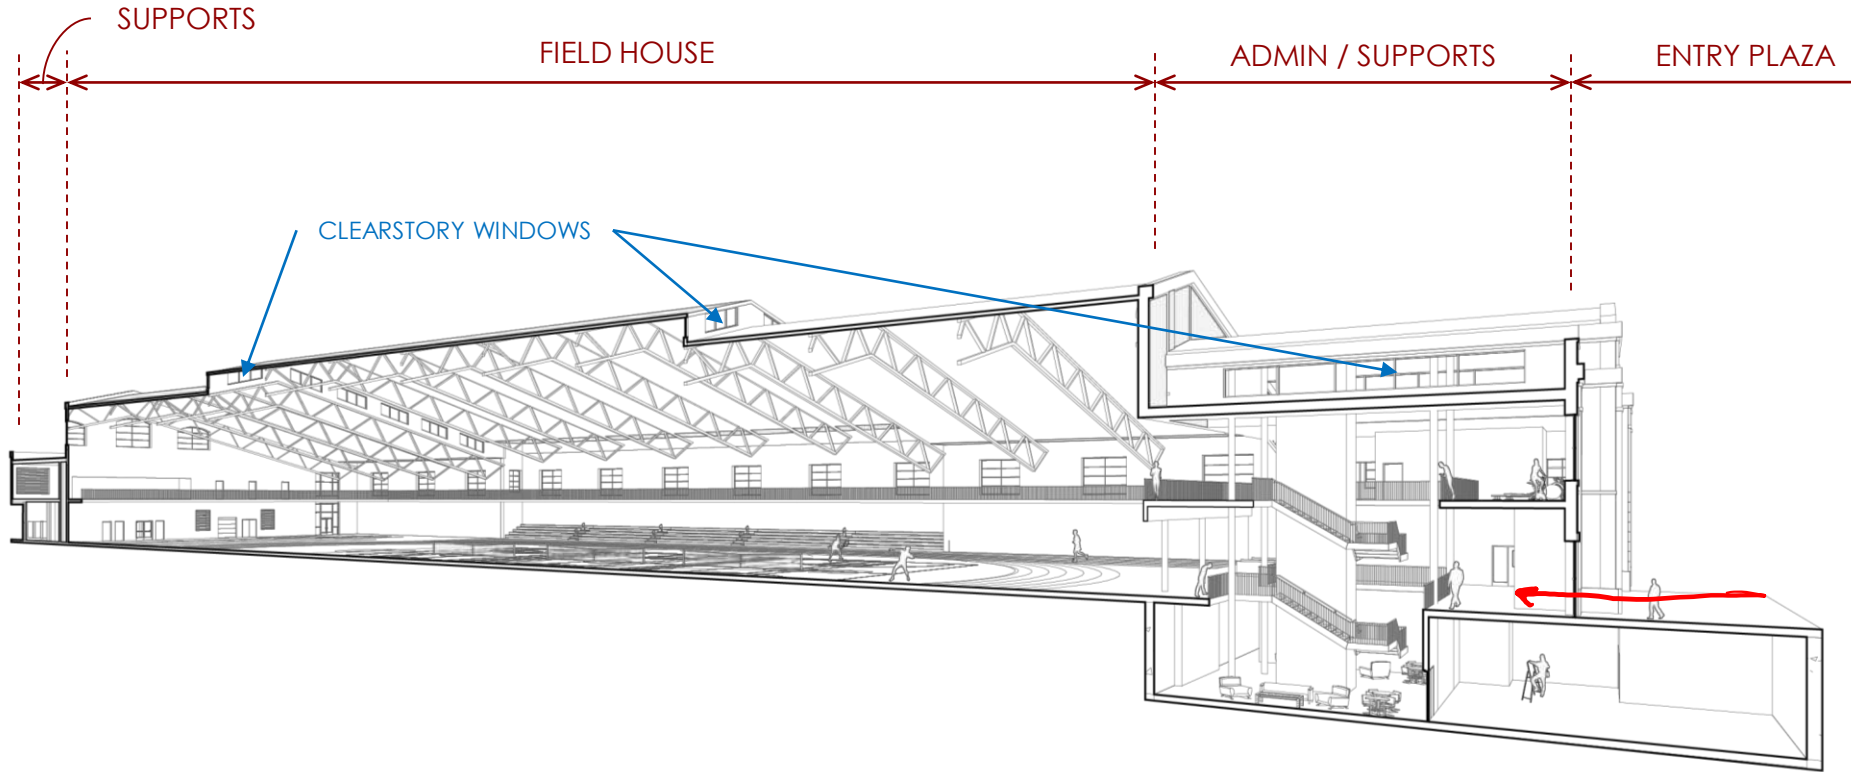 SUPPORTS
FIELD HOUSE
ADMIN / SUPPORTS
ENTRY PLAZA
CLEARSTORY WINDOWS